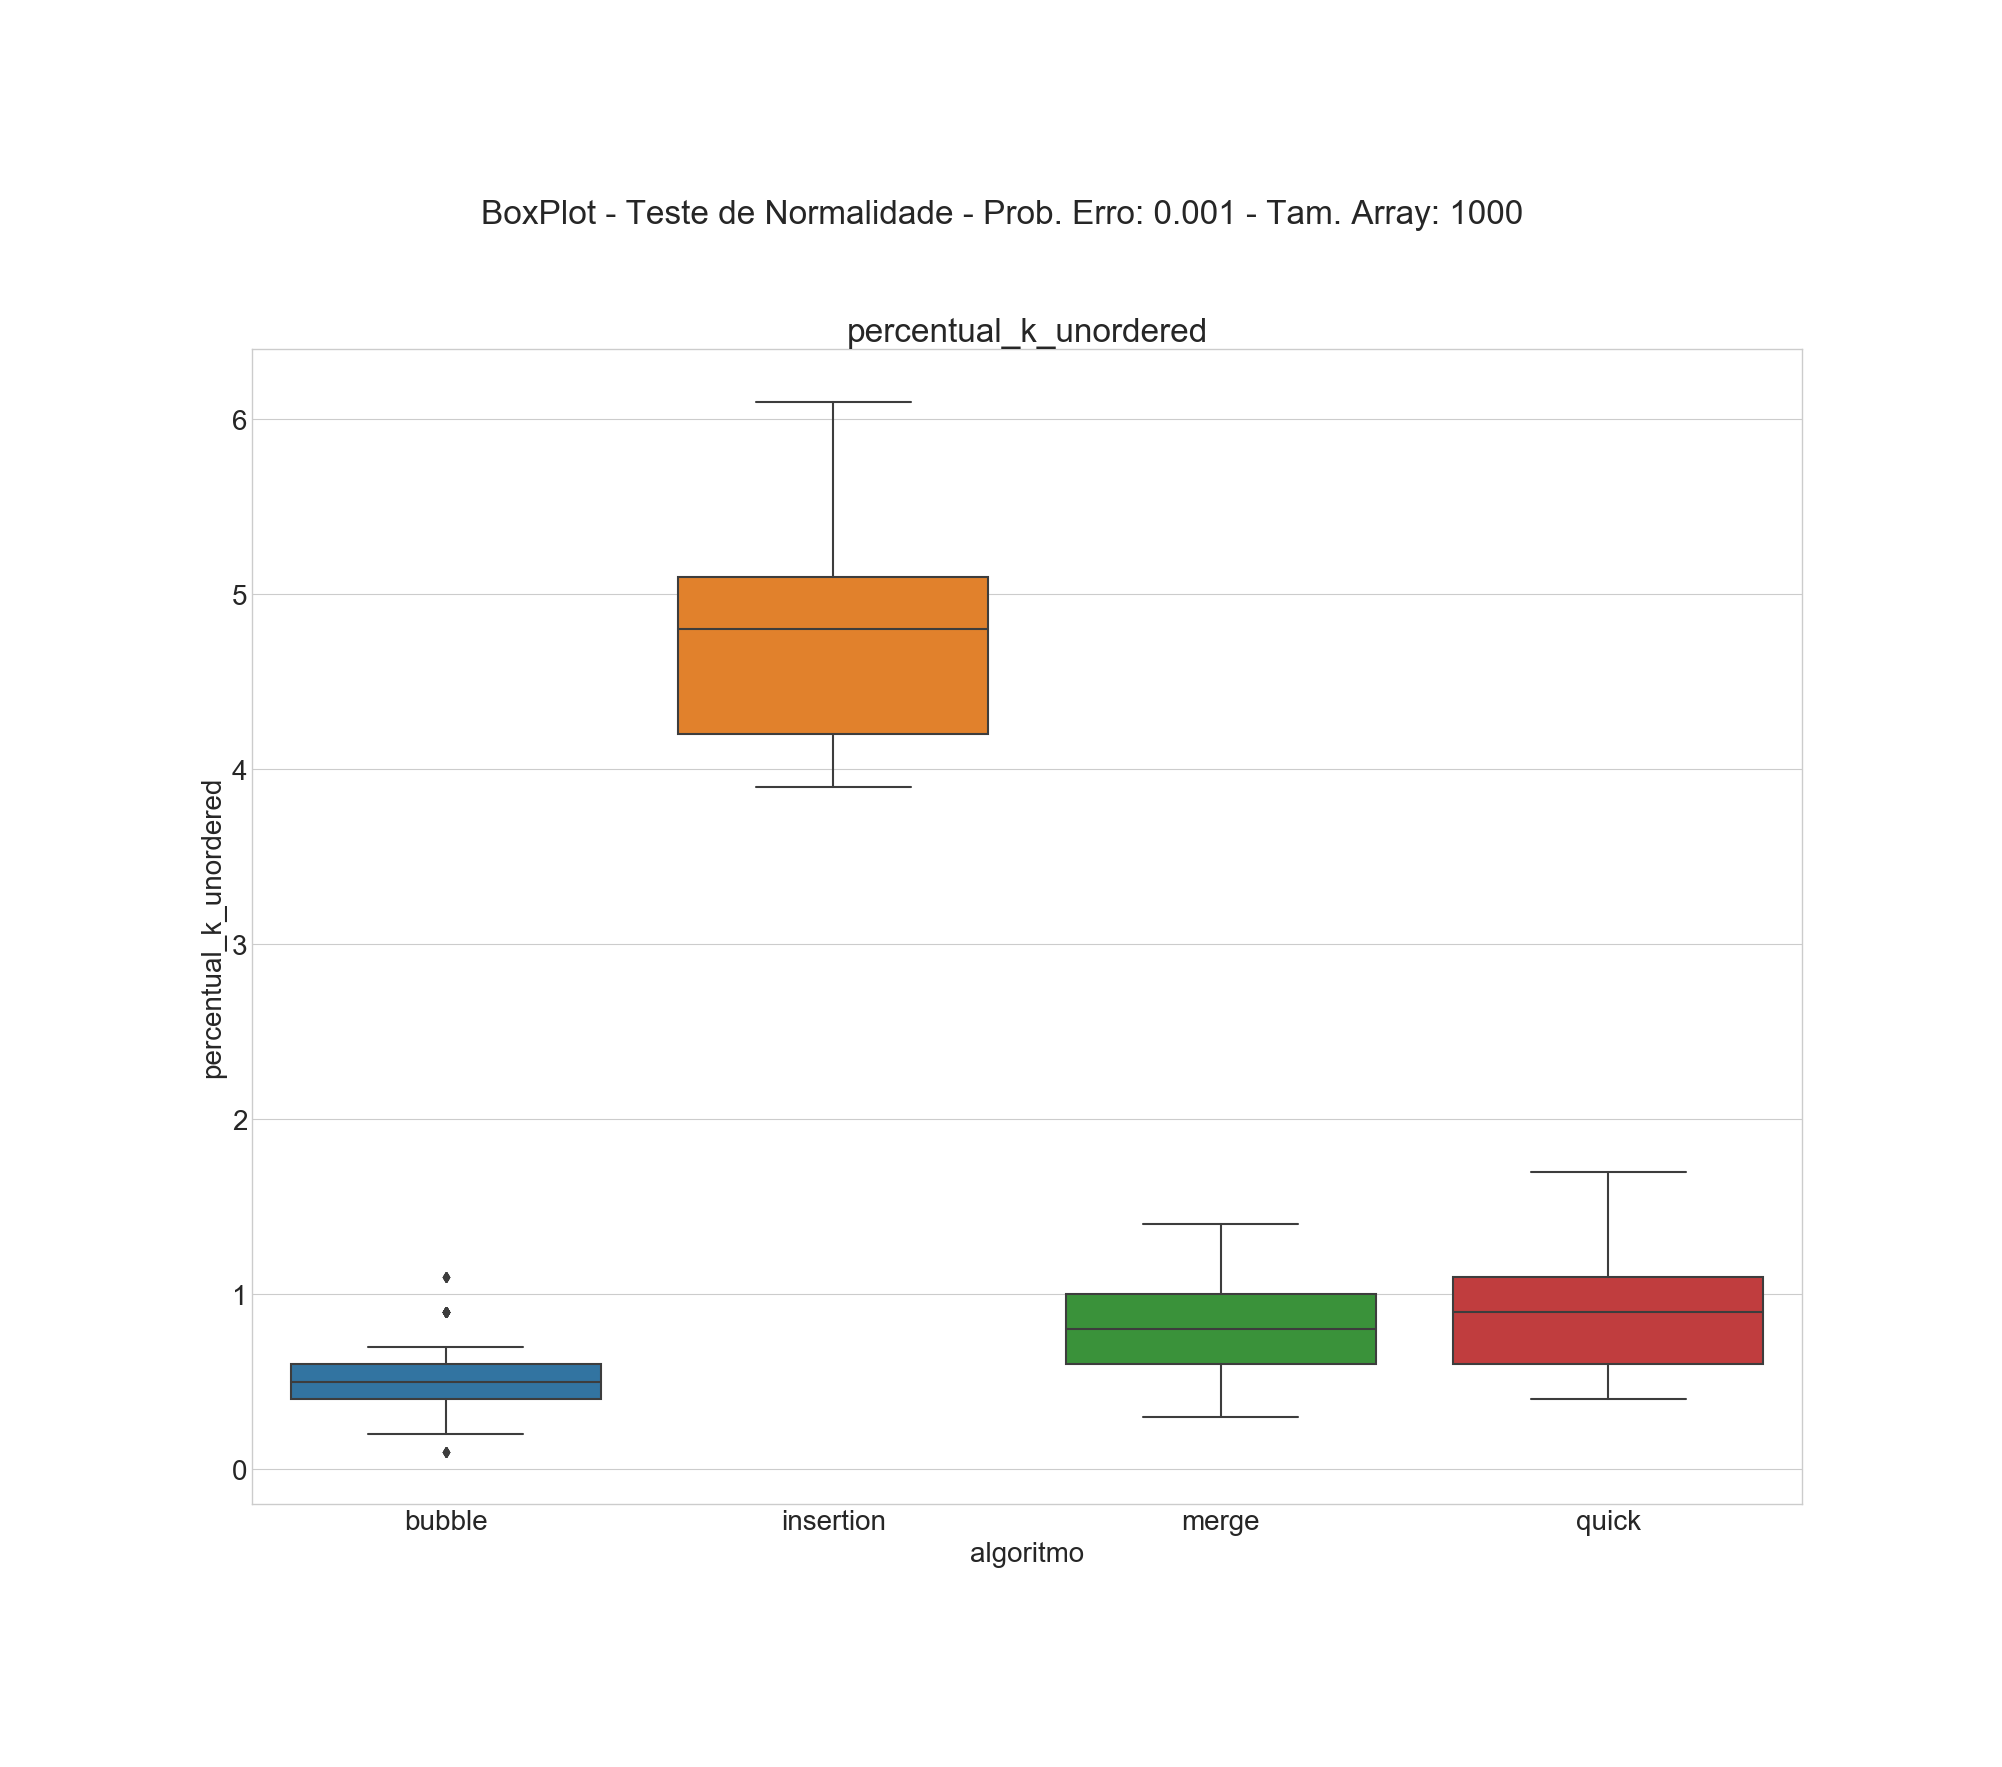 BoxPlot - Teste de Normalidade - Prob. Erro: 0.001 - Tam. Array: 1000
percentual_k_unordered
percentual_k_unordered
6
5
4
3
2
1
0
bubble insertion merge quick
algoritmo